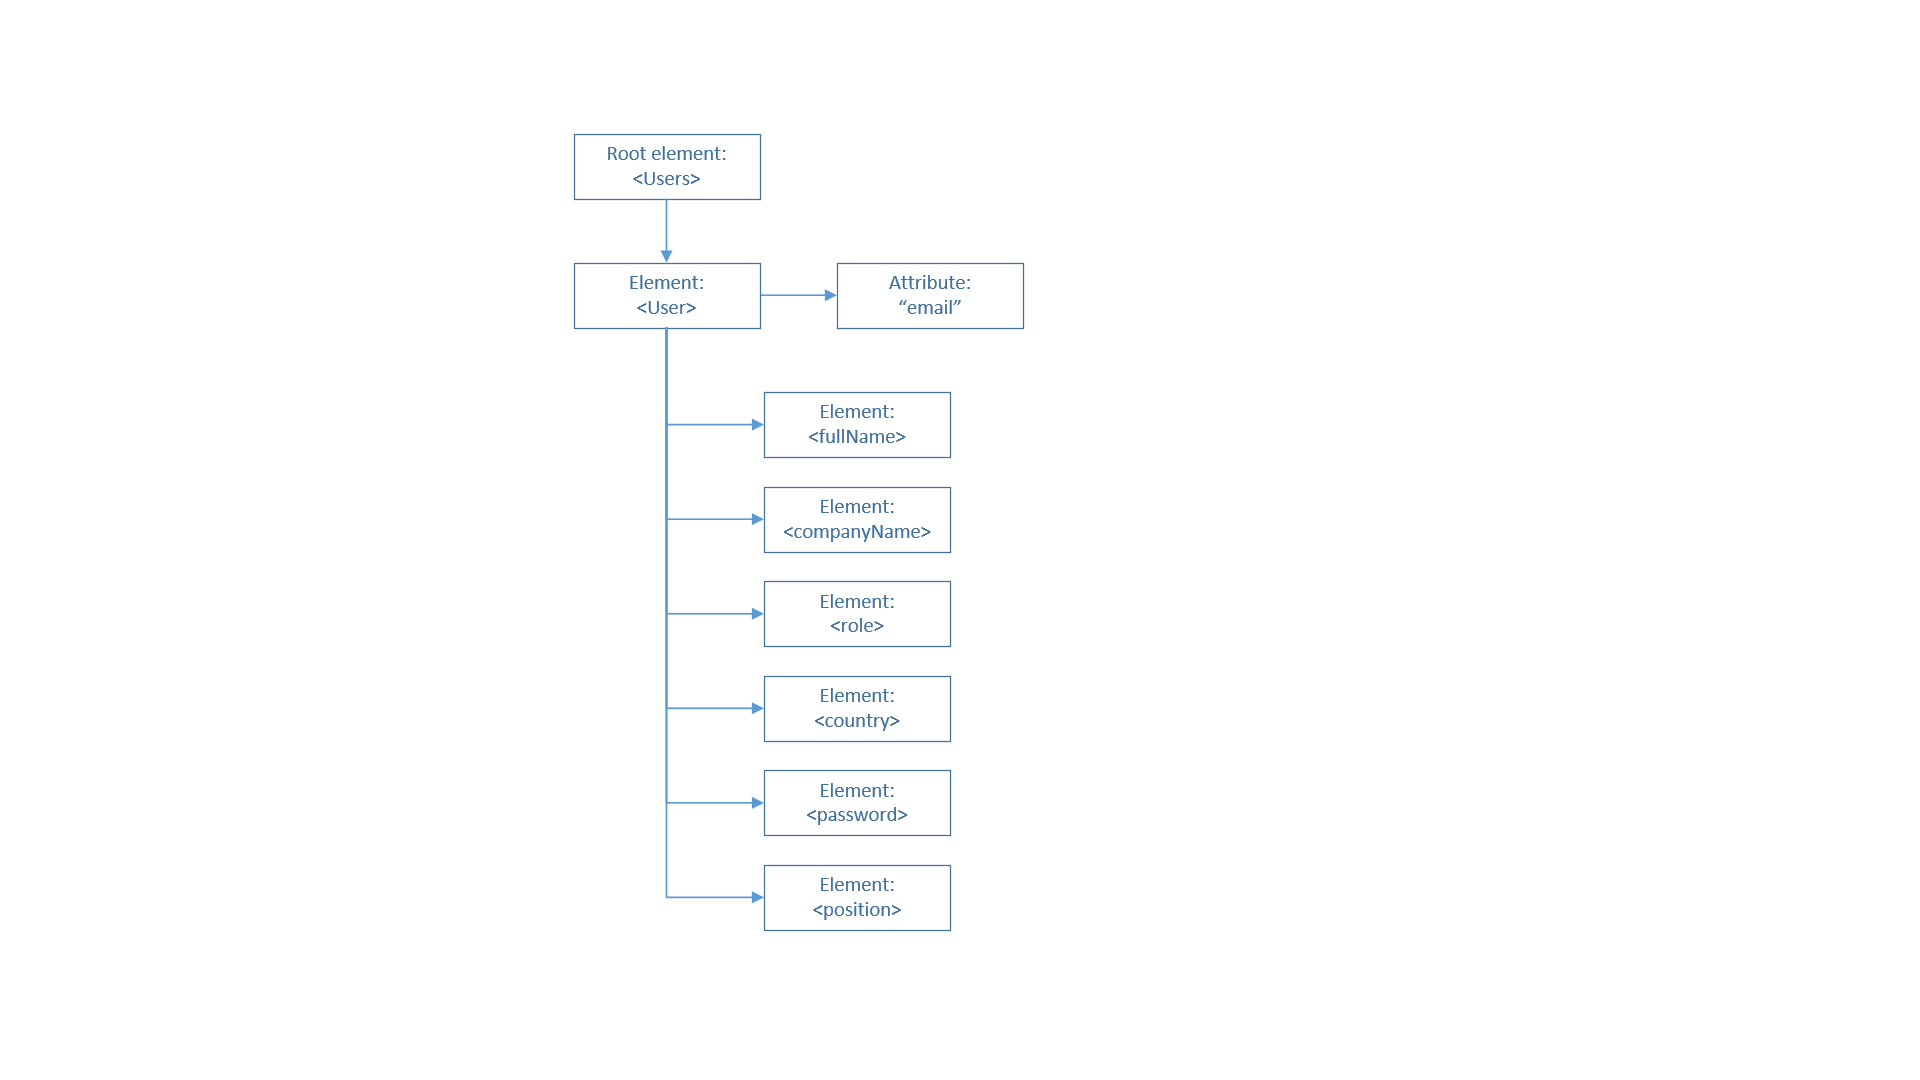 Root element:
<Users>
Element:
<User>
Attribute:
“email”
Element:
<fullName>
Element:
<companyName>
Element:
<role>
Element:
<country>
Element:
<password>
Element:
<position>